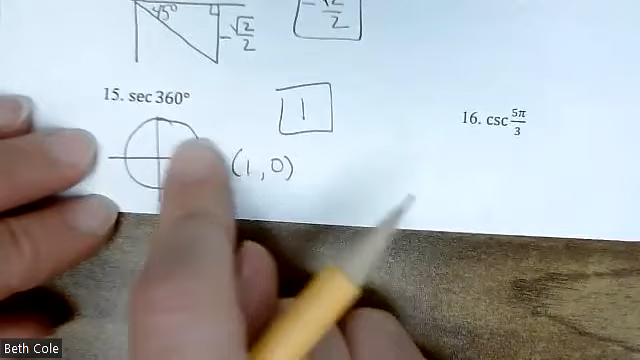 45°
-√2/2
-√2/2
15. sec 360°
1
(1, 0)
16. csc 5π/3
Beth Cole